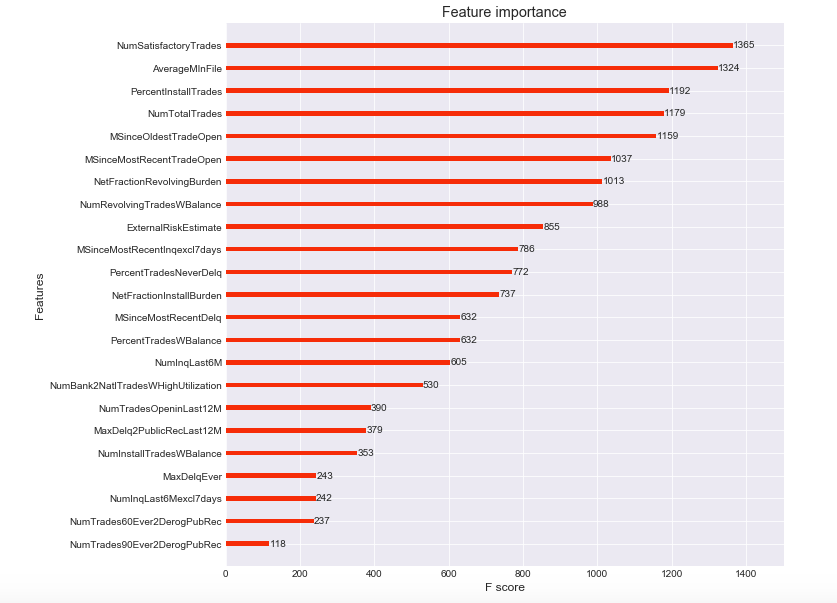 Feature importance
NumSatisfactoryTrades 1365
AverageMInFile 1324
PercentInstallTrades 1192
NumTotalTrades 1179
MSinceOldestTradeOpen 1159
MSinceMostRecentTradeOpen 1037
NetFractionRevolvingBurden 1013
NumRevolvingTradesWBalance 988
ExternalRiskEstimate 855
MSinceMostRecentInqexcl7days 786
PercentTradesNeverDelq 772
NetFractionInstallBurden 737
MSinceMostRecentDelq 632
PercentTradesWBalance 632
NumInqLast6M 605
NumBank2NatlTradesWHighUtilization 530
NumTradesOpeninLast12M 390
MaxDelq2PublicRecLast12M 379
NumInstallTradesWBalance 353
MaxDelqEver 243
NumInqLast6Mexcl7days 242
NumTrades60Ever2DerogPubRec 237
NumTrades90Ever2DerogPubRec 118
Features
0 200 400 600 800 1000 1200 1400
F score